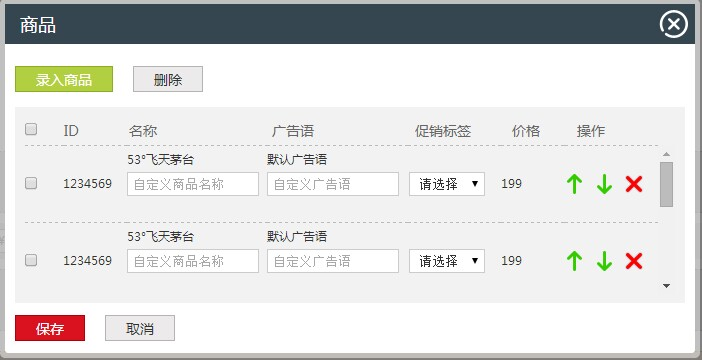 商品
录入商品 删除
ID 名称 广告语 促销标签 价格 操作
53°飞天茅台 默认广告语
1234569 自定义商品名称 自定义广告语 请选择 199
53°飞天茅台 默认广告语
1234569 自定义商品名称 自定义广告语 请选择 199
保存 取消